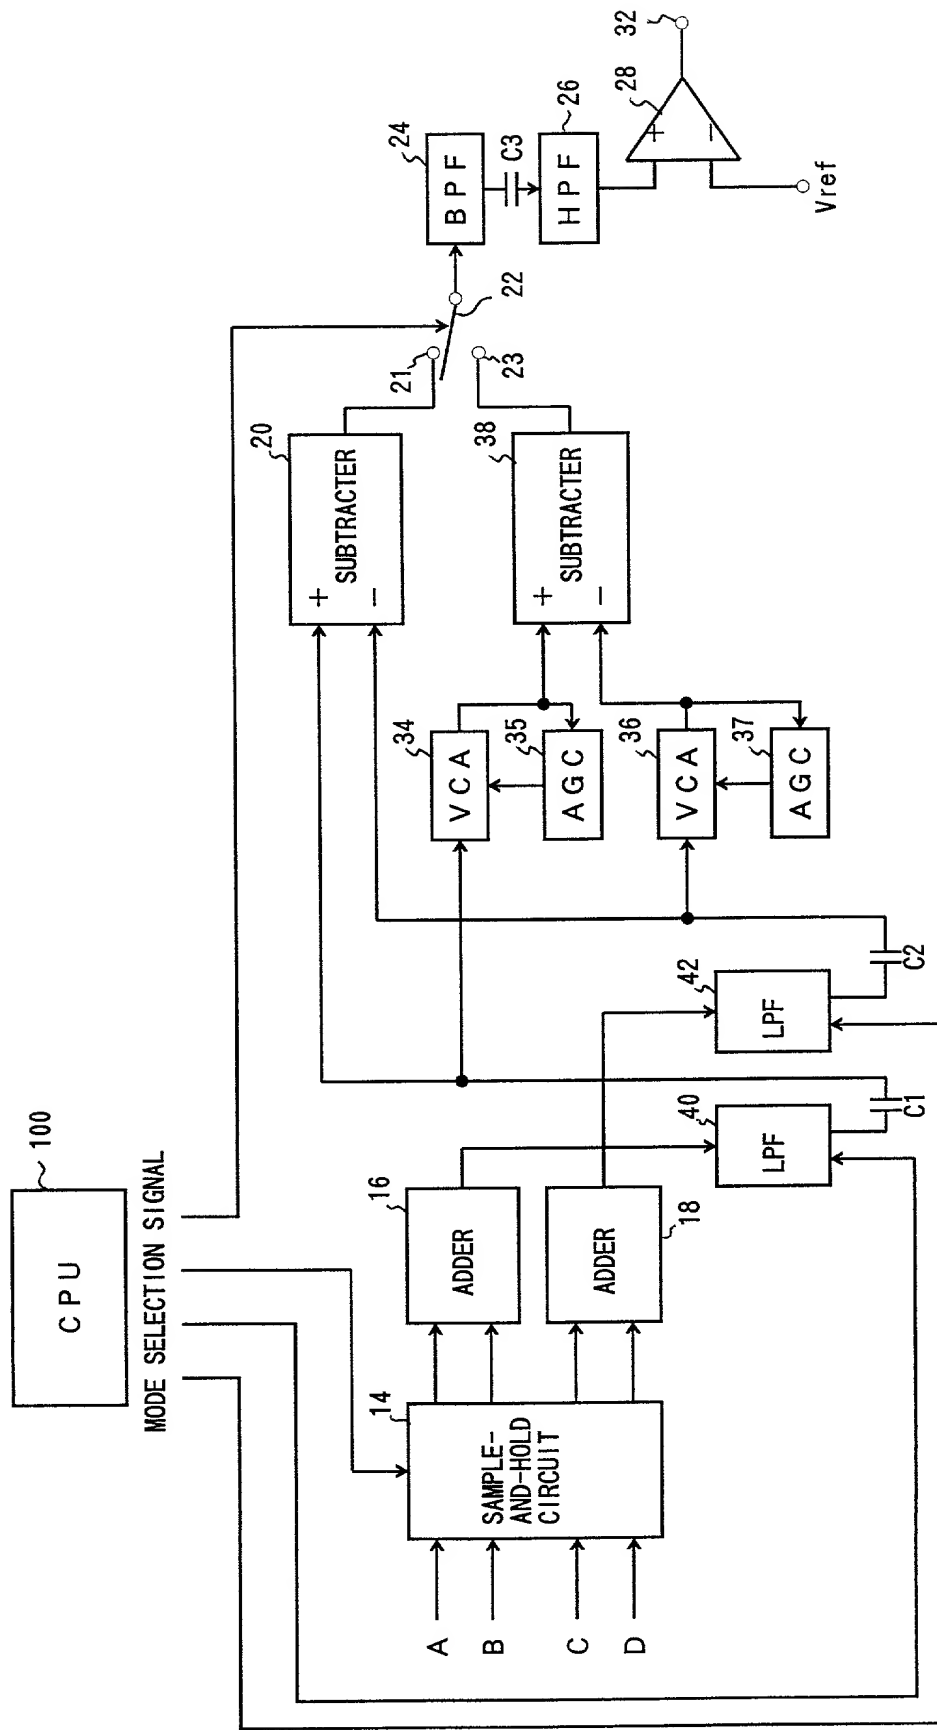 100
CPU
MODE SELECTION SIGNAL
A
B
C
D
14
SAMPLE-
AND-HOLD
CIRCUIT
16
ADDER
ADDER
18
40
LPF
C1
42
LPF
C2
34
VCA
35
AGC
36
VCA
37
AGC
20
+
−
SUBTRACTER
38
+
−
SUBTRACTER
21
22
23
24
BPF
C3
26
HPF
28
+
−
32
Vref